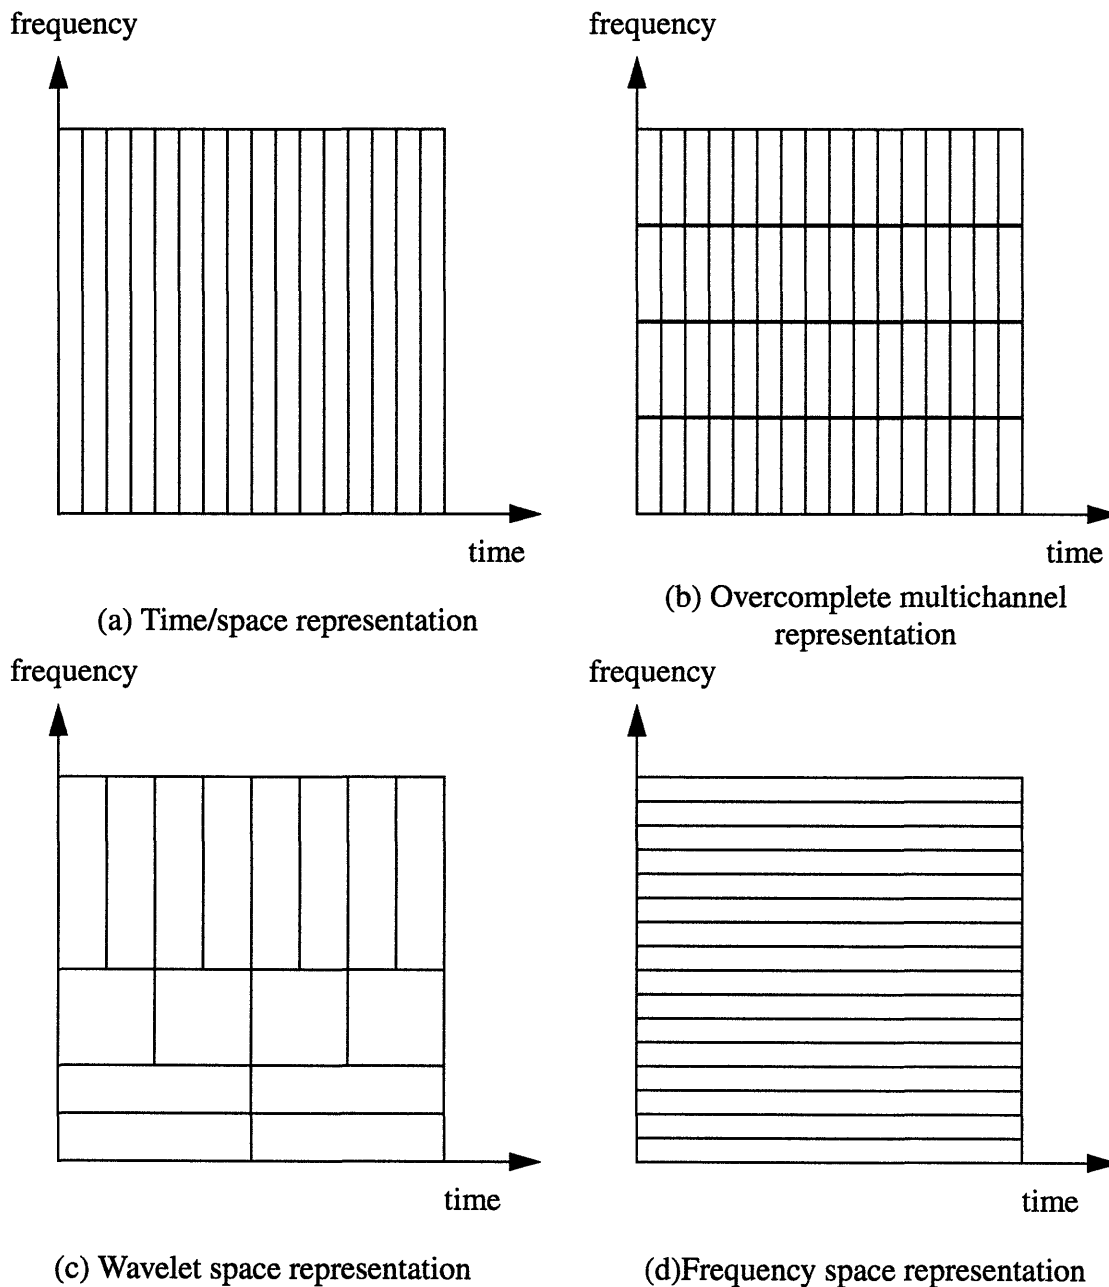 frequency
frequency
time
time
(a) Time/space representation
(b) Overcomplete multichannel
representation
frequency
frequency
time
time
(c) Wavelet space representation
(d)Frequency space representation